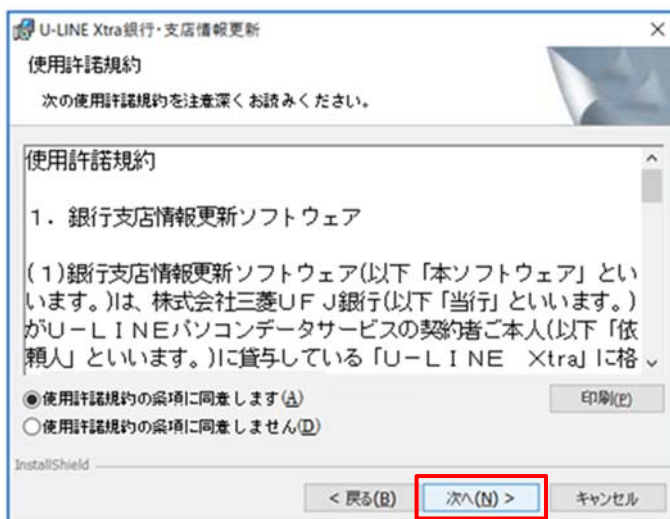 U-LINE Xtra銀行・支店情報更新
使用許諾規約
次の使用許諾規約を注意深くお読みください。
使用許諾規約
１．銀行支店情報更新ソフトウェア
(１)銀行支店情報更新ソフトウェア(以下「本ソフトウェア」とい
います。)は、株式会社三菱ＵＦＪ銀行(以下「当行」といいます。)
がＵ－ＬＩＮＥパソコンデータサービスの契約者ご本人(以下「依
頼人」といいます。)に貸与している「Ｕ－ＬＩＮＥ　Ｘtra」に格
使用許諾規約の条項に同意します(A)
印刷(P)
使用許諾規約の条項に同意しません(D)
InstallShield
< 戻る(B)
次へ(N) >
キャンセル